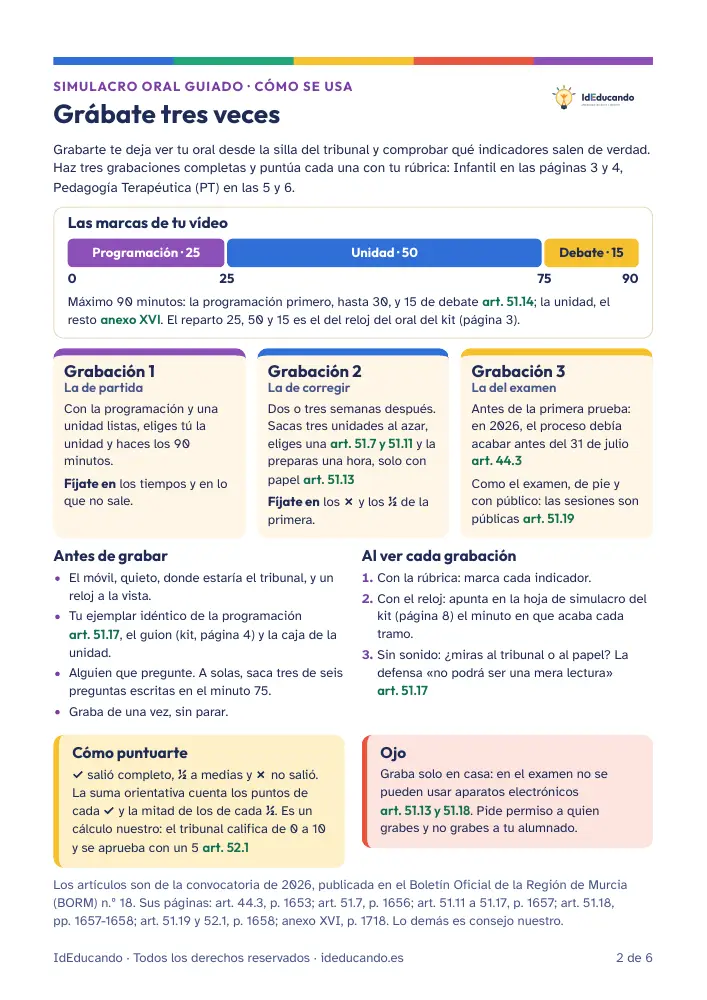 SIMULACRO ORAL GUIADO · CÓMO SE USA
Grábate tres veces
IdEducando
Grabarte te deja ver tu oral desde la silla del tribunal y comprobar qué indicadores salen de verdad.
Haz tres grabaciones completas y puntúa cada una con tu rúbrica: Infantil en las páginas 3 y 4,
Pedagogía Terapéutica (PT) en las 5 y 6.
Las marcas de tu vídeo
Programación · 25
Unidad · 50
Debate · 15
0
25
75
90
Máximo 90 minutos: la programación primero, hasta 30, y 15 de debate art. 51.14; la unidad, el
resto anexo XVI. El reparto 25, 50 y 15 es el del reloj del oral del kit (página 3).
Grabación 1
La de partida
Con la programación y una
unidad listas, eliges tú la
unidad y haces los 90
minutos.
Fíjate en los tiempos y en lo
que no sale.
Grabación 2
La de corregir
Dos o tres semanas después.
Sacas tres unidades al azar,
eliges una art. 51.7 y 51.11 y la
preparas una hora, solo con
papel art. 51.13
Fíjate en los × y los ½ de la
primera.
Grabación 3
La del examen
Antes de la primera prueba:
en 2026, el proceso debía
acabar antes del 31 de julio
art. 44.3
Como el examen, de pie y
con público: las sesiones son
públicas art. 51.19
Antes de grabar
• El móvil, quieto, donde estaría el tribunal, y un
reloj a la vista.
• Tu ejemplar idéntico de la programación
art. 51.17, el guion (kit, página 4) y la caja de la
unidad.
• Alguien que pregunte. A solas, saca tres de seis
preguntas escritas en el minuto 75.
• Graba de una vez, sin parar.
Al ver cada grabación
1. Con la rúbrica: marca cada indicador.
2. Con el reloj: apunta en la hoja de simulacro del
kit (página 8) el minuto en que acaba cada
tramo.
3. Sin sonido: ¿miras al tribunal o al papel? La
defensa «no podrá ser una mera lectura»
art. 51.17
Cómo puntuarte
✓ salió completo, ½ a medias y × no salió.
La suma orientativa cuenta los puntos de
cada ✓ y la mitad de los de cada ½. Es un
cálculo nuestro: el tribunal califica de 0 a 10
y se aprueba con un 5 art. 52.1
Ojo
Graba solo en casa: en el examen no se
pueden usar aparatos electrónicos
art. 51.13 y 51.18. Pide permiso a quien
grabes y no grabes a tu alumnado.
Los artículos son de la convocatoria de 2026, publicada en el Boletín Oficial de la Región de Murcia
(BORM) n.º 18. Sus páginas: art. 44.3, p. 1653; art. 51.7, p. 1656; art. 51.11 a 51.17, p. 1657; art. 51.18,
pp. 1657-1658; art. 51.19 y 52.1, p. 1658; anexo XVI, p. 1718. Lo demás es consejo nuestro.
IdEducando · Todos los derechos reservados · ideducando.es
2 de 6